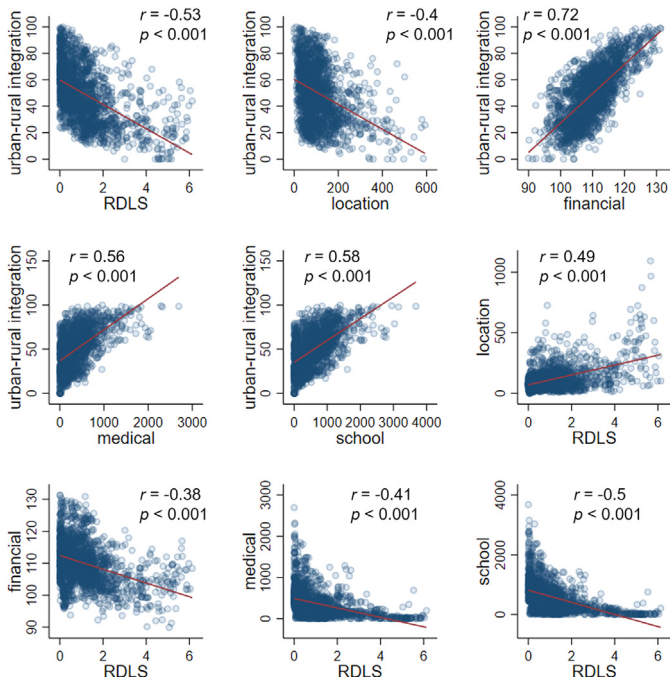 r = -0.53
p < 0.001
urban-rural integration
0 20 40 60 80 100
0 2 4 6
RDLS
r = -0.4
p < 0.001
urban-rural integration
0 20 40 60 80 100
0 200 400 600
location
r = 0.72
p < 0.001
urban-rural integration
0 20 40 60 80 100
90 100 110 120 130
financial
r = 0.56
p < 0.001
urban-rural integration
0 50 100 150
0 1000 2000 3000
medical
r = 0.58
p < 0.001
urban-rural integration
0 50 100 150
0 1000 2000 3000 4000
school
r = 0.49
p < 0.001
location
0 500 1000
0 2 4 6
RDLS
r = -0.38
p < 0.001
financial
90 100 110 120 130
0 2 4 6
RDLS
r = -0.41
p < 0.001
medical
0 1000 2000 3000
0 2 4 6
RDLS
r = -0.5
p < 0.001
school
0 2000 4000
0 2 4 6
RDLS